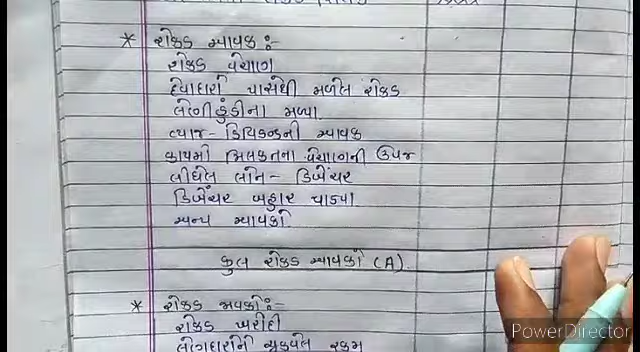 * રોકડ આવક :-
રોકડ વેચાણ
દેવાદારો પાસેથી મળેલ રોકડ
લેણીહુંડીના મળ્યા
વ્યાજ - ડિવિડન્ડની આવક
કાયમી મિલકતના વેચાણની ઉપજ
લીધેલ લોન - ડિબેંચર
ડિબેંચર બહાર પાડ્યા
અન્ય આવકો
કુલ રોકડ આવકો (A)
* રોકડ જાવકો :-
રોકડ ખરીદી
લેણદારોને ચૂકવેલ રકમ
PowerDirector